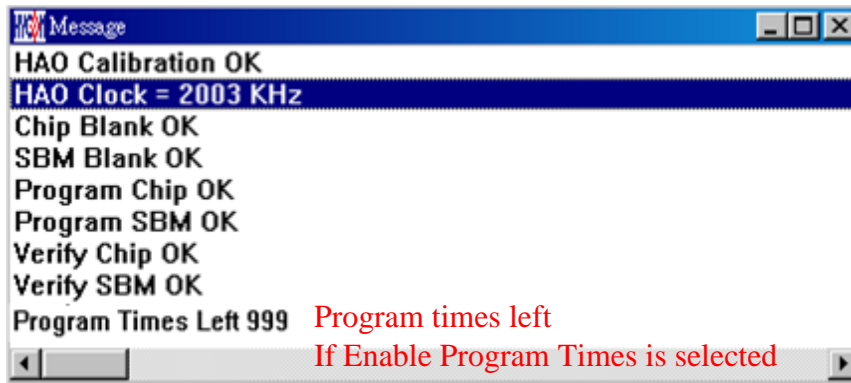 Message
HAO Calibration OK
HAO Clock = 2003 KHz
Chip Blank OK
SBM Blank OK
Program Chip OK
Program SBM OK
Verify Chip OK
Verify SBM OK
Program Times Left 999 Program times left
If Enable Program Times is selected